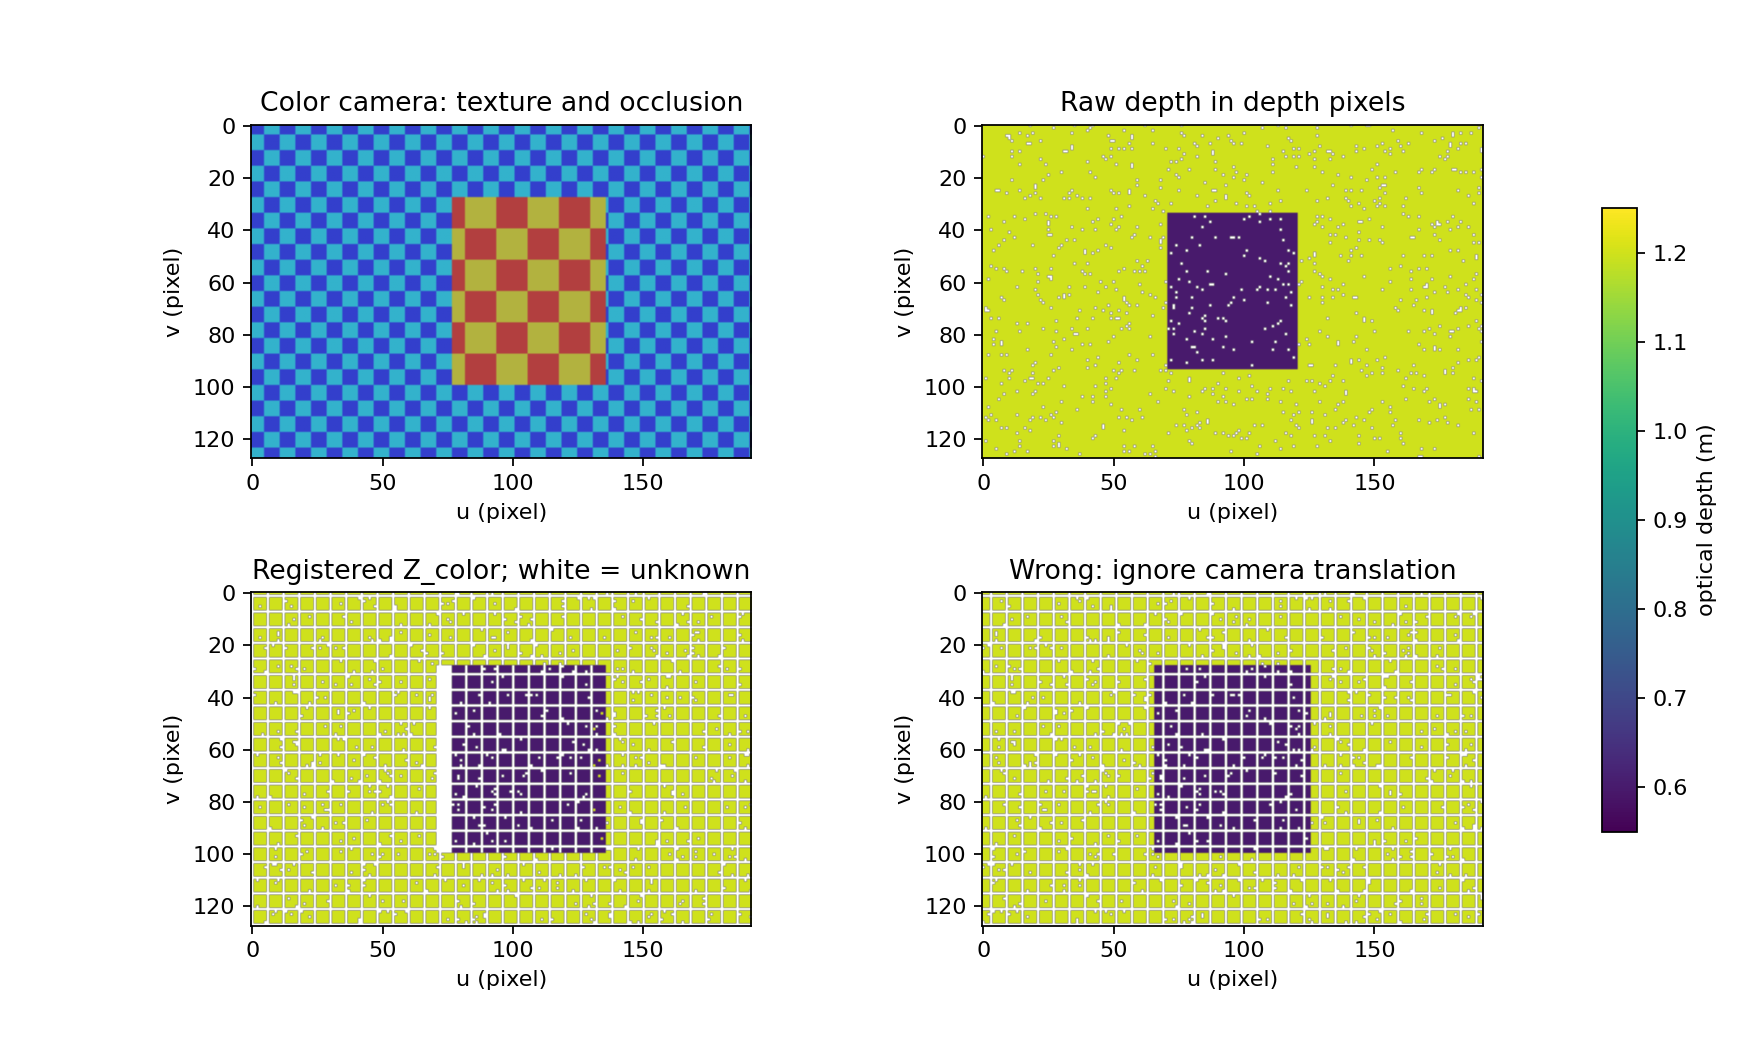 Color camera: texture and occlusion
0
20
40
60
80
100
120
v (pixel)
0 50 100 150
u (pixel)
Raw depth in depth pixels
0
20
40
60
80
100
120
v (pixel)
0 50 100 150
u (pixel)
Registered Z_color; white = unknown
0
20
40
60
80
100
120
v (pixel)
0 50 100 150
u (pixel)
Wrong: ignore camera translation
0
20
40
60
80
100
120
v (pixel)
0 50 100 150
u (pixel)
1.2
1.1
1.0
0.9
0.8
0.7
0.6
optical depth (m)